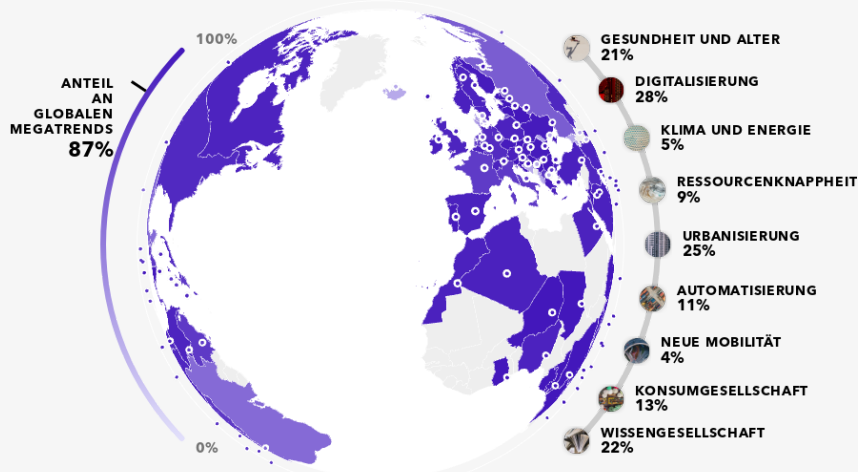 100%
ANTEIL
AN
GLOBALEN
MEGATRENDS
87%
0%
GESUNDHEIT UND ALTER
21%
DIGITALISIERUNG
28%
KLIMA UND ENERGIE
5%
RESSOURCENKNAPPHEIT
9%
URBANISIERUNG
25%
AUTOMATISIERUNG
11%
NEUE MOBILITÄT
4%
KONSUMGESELLSCHAFT
13%
WISSENGESELLSCHAFT
22%